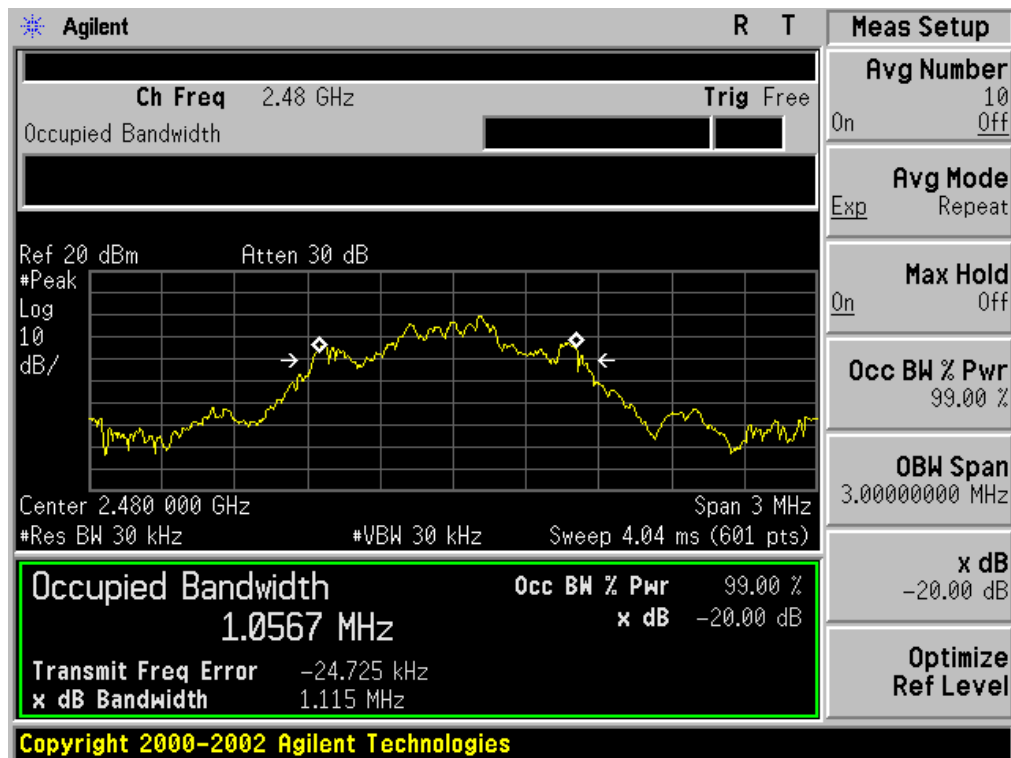 Agilent R T
Ch Freq 2.48 GHz Trig Free
Occupied Bandwidth
Ref 20 dBm Atten 30 dB
#Peak
Log
10
dB/
Center 2.480 000 GHz Span 3 MHz
#Res BW 30 kHz #VBW 30 kHz Sweep 4.04 ms (601 pts)
Occupied Bandwidth Occ BW % Pwr 99.00 %
1.0567 MHz x dB -20.00 dB
Transmit Freq Error -24.725 kHz
x dB Bandwidth 1.115 MHz
Copyright 2000-2002 Agilent Technologies
Meas Setup
Avg Number
10
On Off
Avg Mode
Exp Repeat
Max Hold
On Off
Occ BW % Pwr
99.00 %
OBW Span
3.00000000 MHz
x dB
-20.00 dB
Optimize
Ref Level